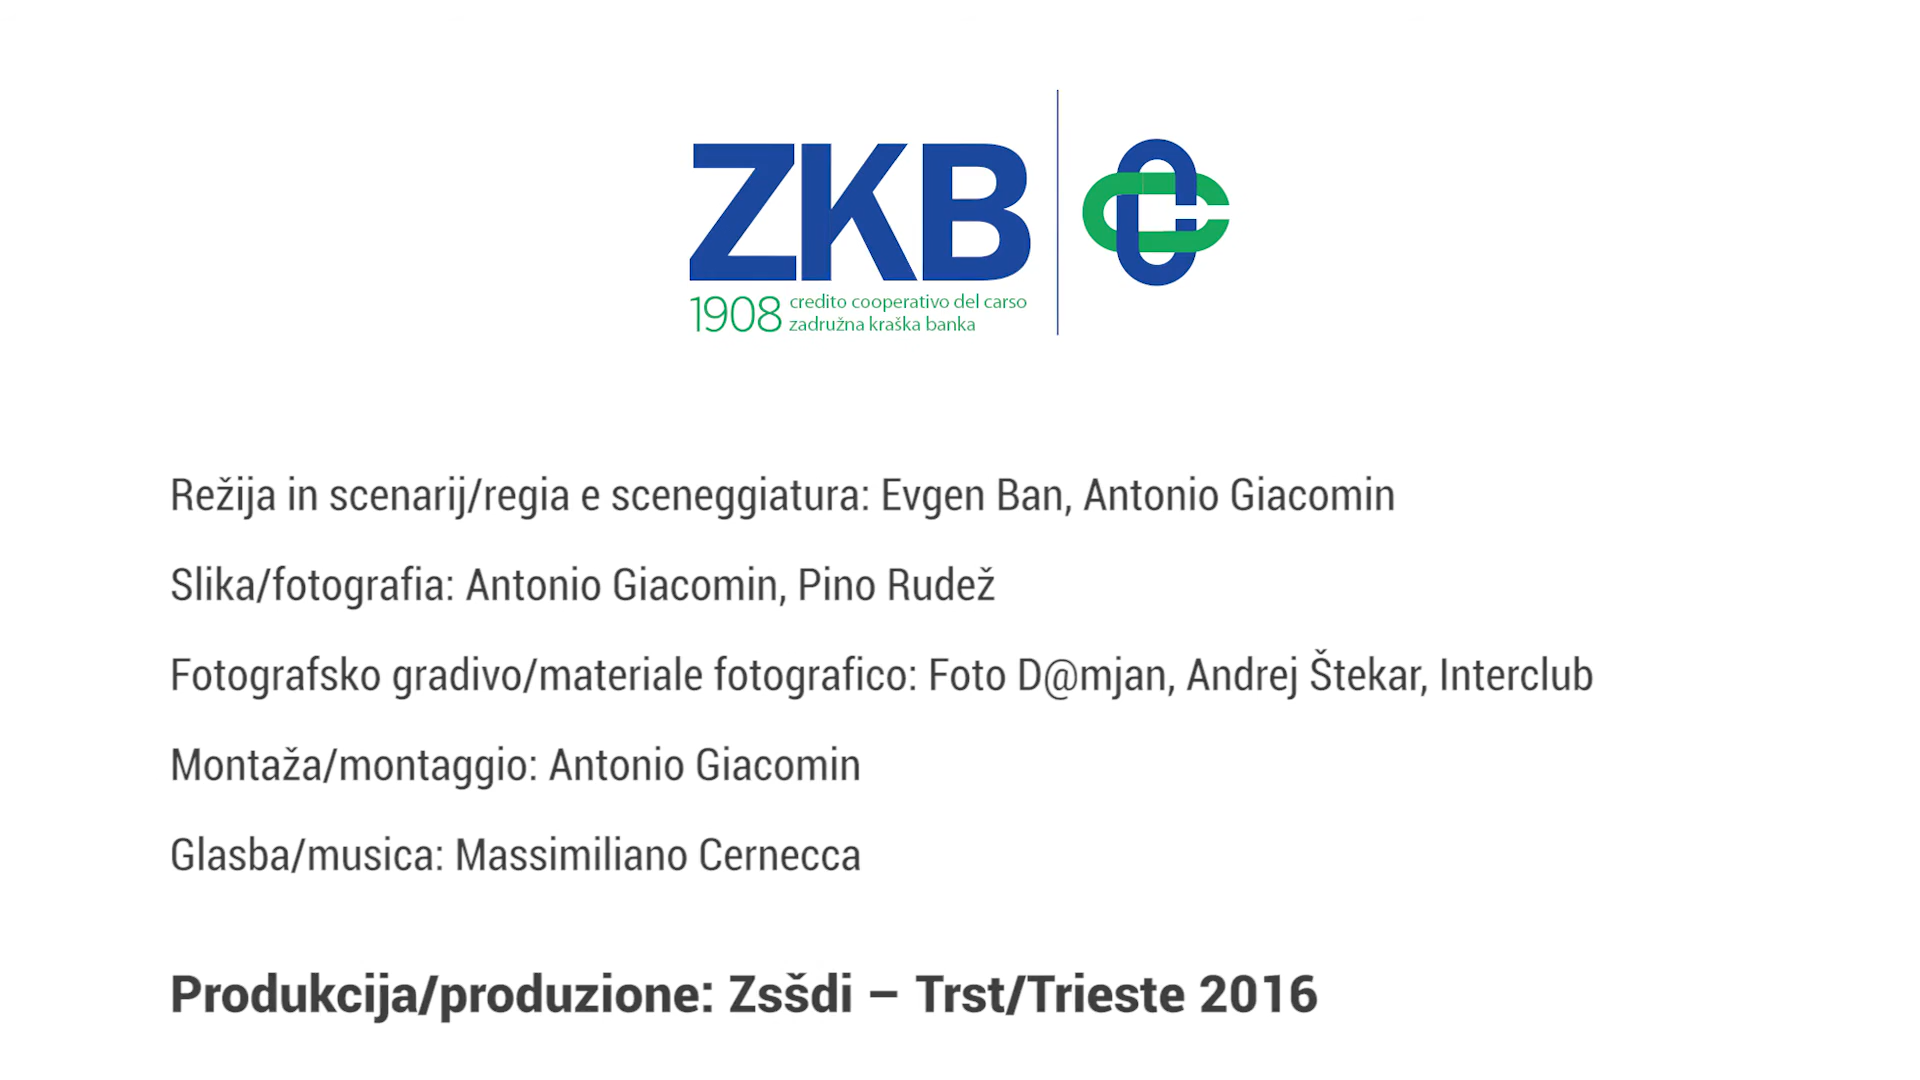 ZKB
1908 credito cooperativo del carso
zadružna kraška banka
Režija in scenarij/regia e sceneggiatura: Evgen Ban, Antonio Giacomin
Slika/fotografia: Antonio Giacomin, Pino Rudež
Fotografsko gradivo/materiale fotografico: Foto D@mjan, Andrej Štekar, Interclub
Montaža/montaggio: Antonio Giacomin
Glasba/musica: Massimiliano Cernecca
Produkcija/produzione: Zsšdi – Trst/Trieste 2016